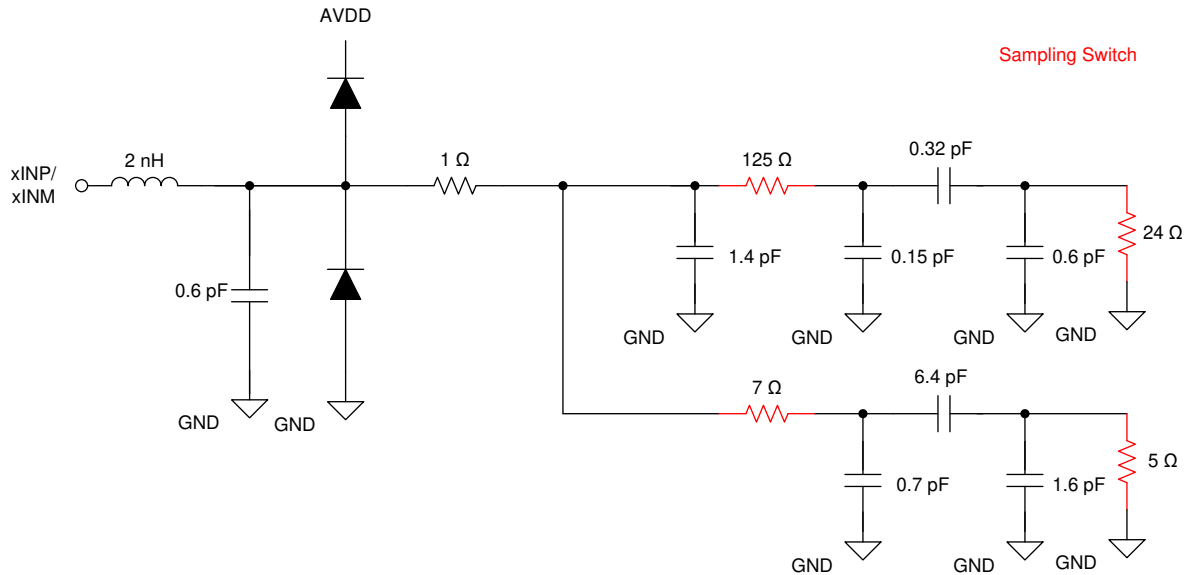 AVDD
Sampling Switch
xINP/
xINM
2 nH
1 Ω
125 Ω
0.32 pF
24 Ω
0.6 pF
1.4 pF
0.15 pF
0.6 pF
GND
GND
GND
GND
7 Ω
6.4 pF
GND
GND
5 Ω
0.7 pF
1.6 pF
GND
GND
GND